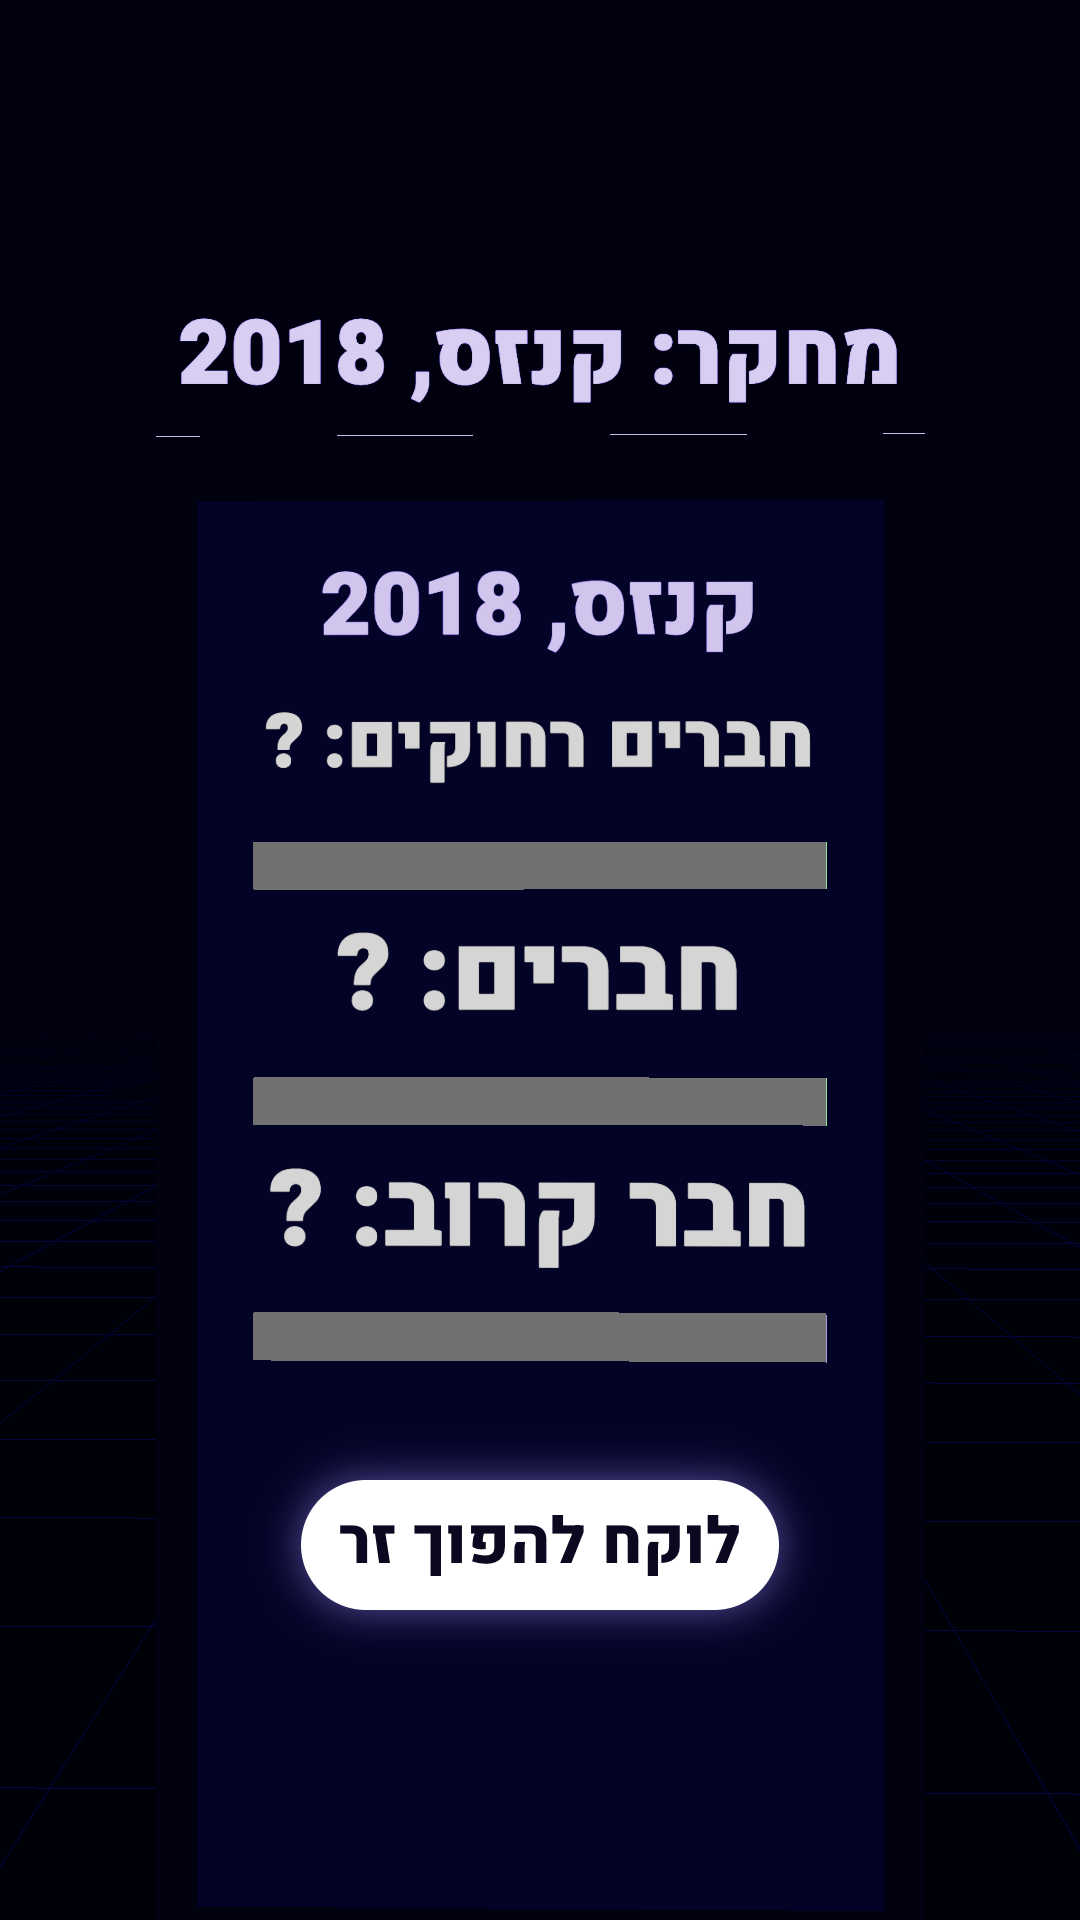 מחקר: קנזס, 2018
קנזס, 2018
חברים רחוקים: ?
חברים: ?
חבר קרוב: ?
לוקח להפוך זר